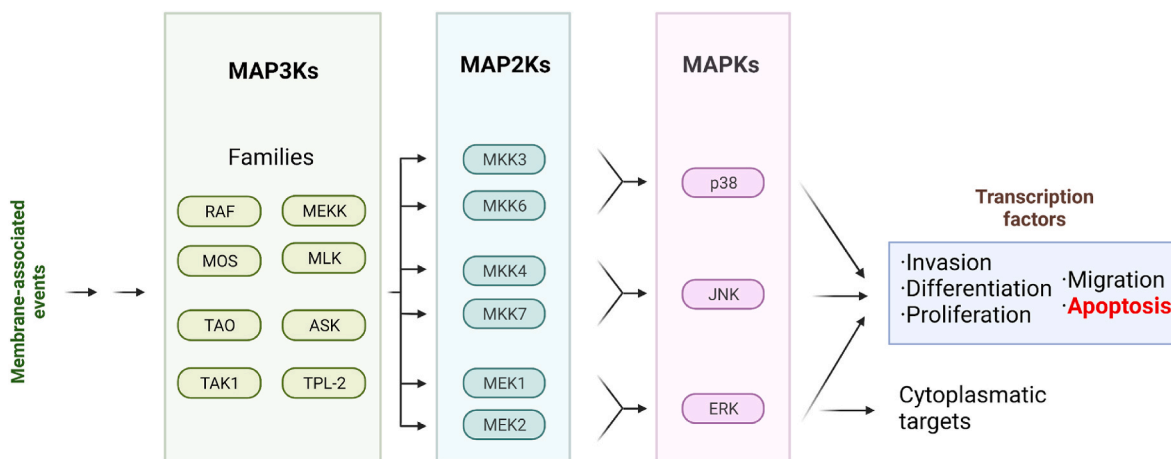 Membrane-associated
events
MAP3Ks
Families
RAF
MEKK
MOS
MLK
TAO
ASK
TAK1
TPL-2
MAP2Ks
MKK3
MKK6
MKK4
MKK7
MEK1
MEK2
MAPKs
p38
JNK
ERK
Transcription
factors
·Invasion
·Differentiation
·Proliferation
·Migration
·Apoptosis
Cytoplasmatic
targets